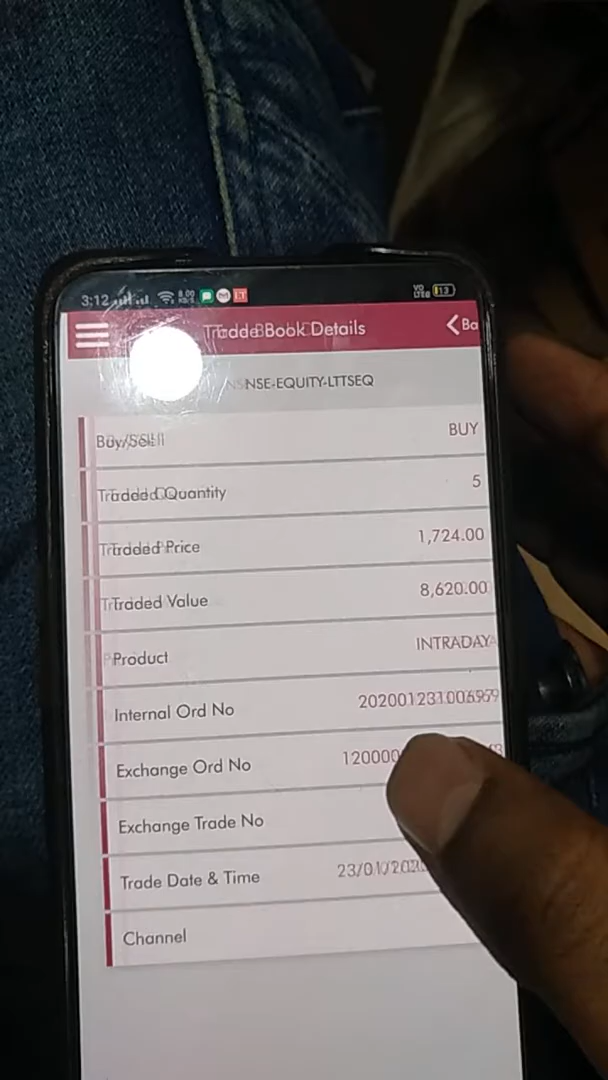 3:12
Trade Book Details
NSE-EQUITY-LTTSEQ
Buy/Sell BUY
Traded Quantity 5
Traded Price 1,724.00
Traded Value 8,620.00
Product INTRADAY
Internal Ord No 202001231006959
Exchange Ord No
Exchange Trade No
Trade Date & Time
Channel